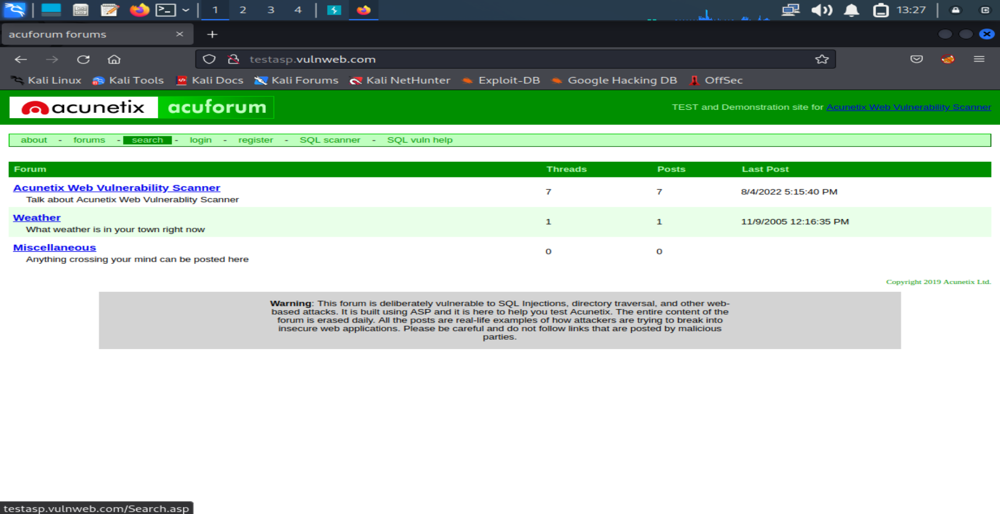 1 2 3 4 13:27
acuforum forums
testasp.vulnweb.com
Kali Linux Kali Tools Kali Docs Kali Forums Kali NetHunter Exploit-DB Google Hacking DB OffSec
acunetix acuforum TEST and Demonstration site for Acunetix Web Vulnerability Scanner
about - forums - search - login - register - SQL scanner - SQL vuln help
Forum Threads Posts Last Post
Acunetix Web Vulnerability Scanner
Talk about Acunetix Web Vulnerablity Scanner 7 7 8/4/2022 5:15:40 PM
Weather
What weather is in your town right now 1 1 11/9/2005 12:16:35 PM
Miscellaneous
Anything crossing your mind can be posted here 0 0
Copyright 2019 Acunetix Ltd.
Warning: This forum is deliberately vulnerable to SQL Injections, directory traversal, and other web-
based attacks. It is built using ASP and it is here to help you test Acunetix. The entire content of the
forum is erased daily. All the posts are real-life examples of how attackers are trying to break into
insecure web applications. Please be careful and do not follow links that are posted by malicious
parties.
testasp.vulnweb.com/Search.asp